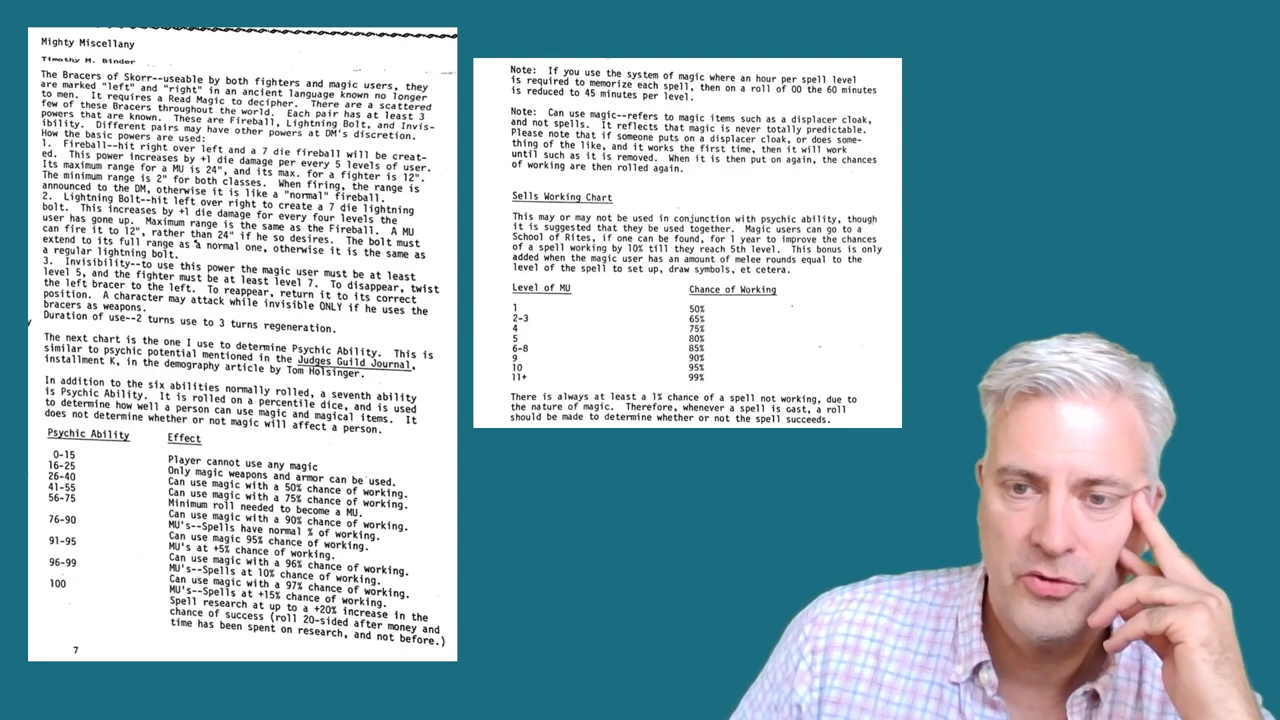 Mighty Miscellany
Timothy M. Binder
The Bracers of Skorr--useable by both fighters and magic users, they
are marked "left" and "right" in an ancient language known no longer
to men. It requires a Read Magic to decipher. There are a scattered
few of these Bracers throughout the world. Each pair has at least 3
powers that are known. These are Fireball, Lightning Bolt, and Invis-
ibility. Different pairs may have other powers at DM's discretion.
How the basic powers are used:
1. Fireball--hit right over left and a 7 die fireball will be creat-
ed. This power increases by +1 die damage per every 5 levels of user.
Its maximum range for a MU is 24", and its max. for a fighter is 12".
The minimum range is 2" for both classes. When firing, the range is
announced to the DM, otherwise it is like a "normal" fireball.
2. Lightning Bolt--hit left over right to create a 7 die lightning
bolt. This increases by +1 die damage for every four levels the
user has gone up. Maximum range is the same as the Fireball. A MU
can fire it to 12", rather than 24" if he so desires. The bolt must
extend to its full range as a normal one, otherwise it is the same as
a regular lightning bolt.
3. Invisibility--to use this power the magic user must be at least
level 5, and the fighter must be at least level 7. To disappear, twist
the left bracer to the left. To reappear, return it to its correct
position. A character may attack while invisible ONLY if he uses the
bracers as weapons.
Duration of use--2 turns use to 3 turns regeneration.
The next chart is the one I use to determine Psychic Ability. This is
similar to psychic potential mentioned in the Judges Guild Journal,
installment K, in the demography article by Tom Holsinger.
In addition to the six abilities normally rolled, a seventh ability
is Psychic Ability. It is rolled on a percentile dice, and is used
to determine how well a person can use magic and magical items. It
does not determine whether or not magic will affect a person.
Psychic Ability Effect
0-15 Player cannot use any magic
16-25 Only magic weapons and armor can be used.
26-40 Can use magic with a 50% chance of working.
41-55 Can use magic with a 75% chance of working.
56-75 Minimum roll needed to become a MU.
Can use magic with a 90% chance of working.
76-90 MU's--Spells have normal % of working.
Can use magic 95% chance of working.
91-95 MU's at +5% chance of working.
Can use magic with a 96% chance of working.
96-99 MU's--Spells at 10% chance of working.
Can use magic with a 97% chance of working.
100 MU's--Spells at +15% chance of working.
Spell research at up to a +20% increase in the
chance of success (roll 20-sided after money and
time has been spent on research, and not before.)
7
Note: If you use the system of magic where an hour per spell level
is required to memorize each spell, then on a roll of OO the 60 minutes
is reduced to 45 minutes per level.
Note: Can use magic--refers to magic items such as a displacer cloak,
and not spells. It reflects that magic is never totally predictable.
Please note that if someone puts on a displacer cloak, or does some-
thing of the like, and it works the first time, then it will work
until such as it is removed. When it is then put on again, the chances
of working are then rolled again.
Sells Working Chart
This may or may not be used in conjunction with psychic ability, though
it is suggested that they be used together. Magic users can go to a
School of Rites, if one can be found, for 1 year to improve the chances
of a spell working by 10% till they reach 5th level. This bonus is only
added when the magic user has an amount of melee rounds equal to the
level of the spell to set up, draw symbols, et cetera.
Level of MU Chance of Working
1 50%
2-3 65%
4 75%
5 80%
6-8 85%
9 90%
10 95%
11+ 99%
There is always at least a 1% chance of a spell not working, due to
the nature of magic. Therefore, whenever a spell is cast, a roll
should be made to determine whether or not the spell succeeds.